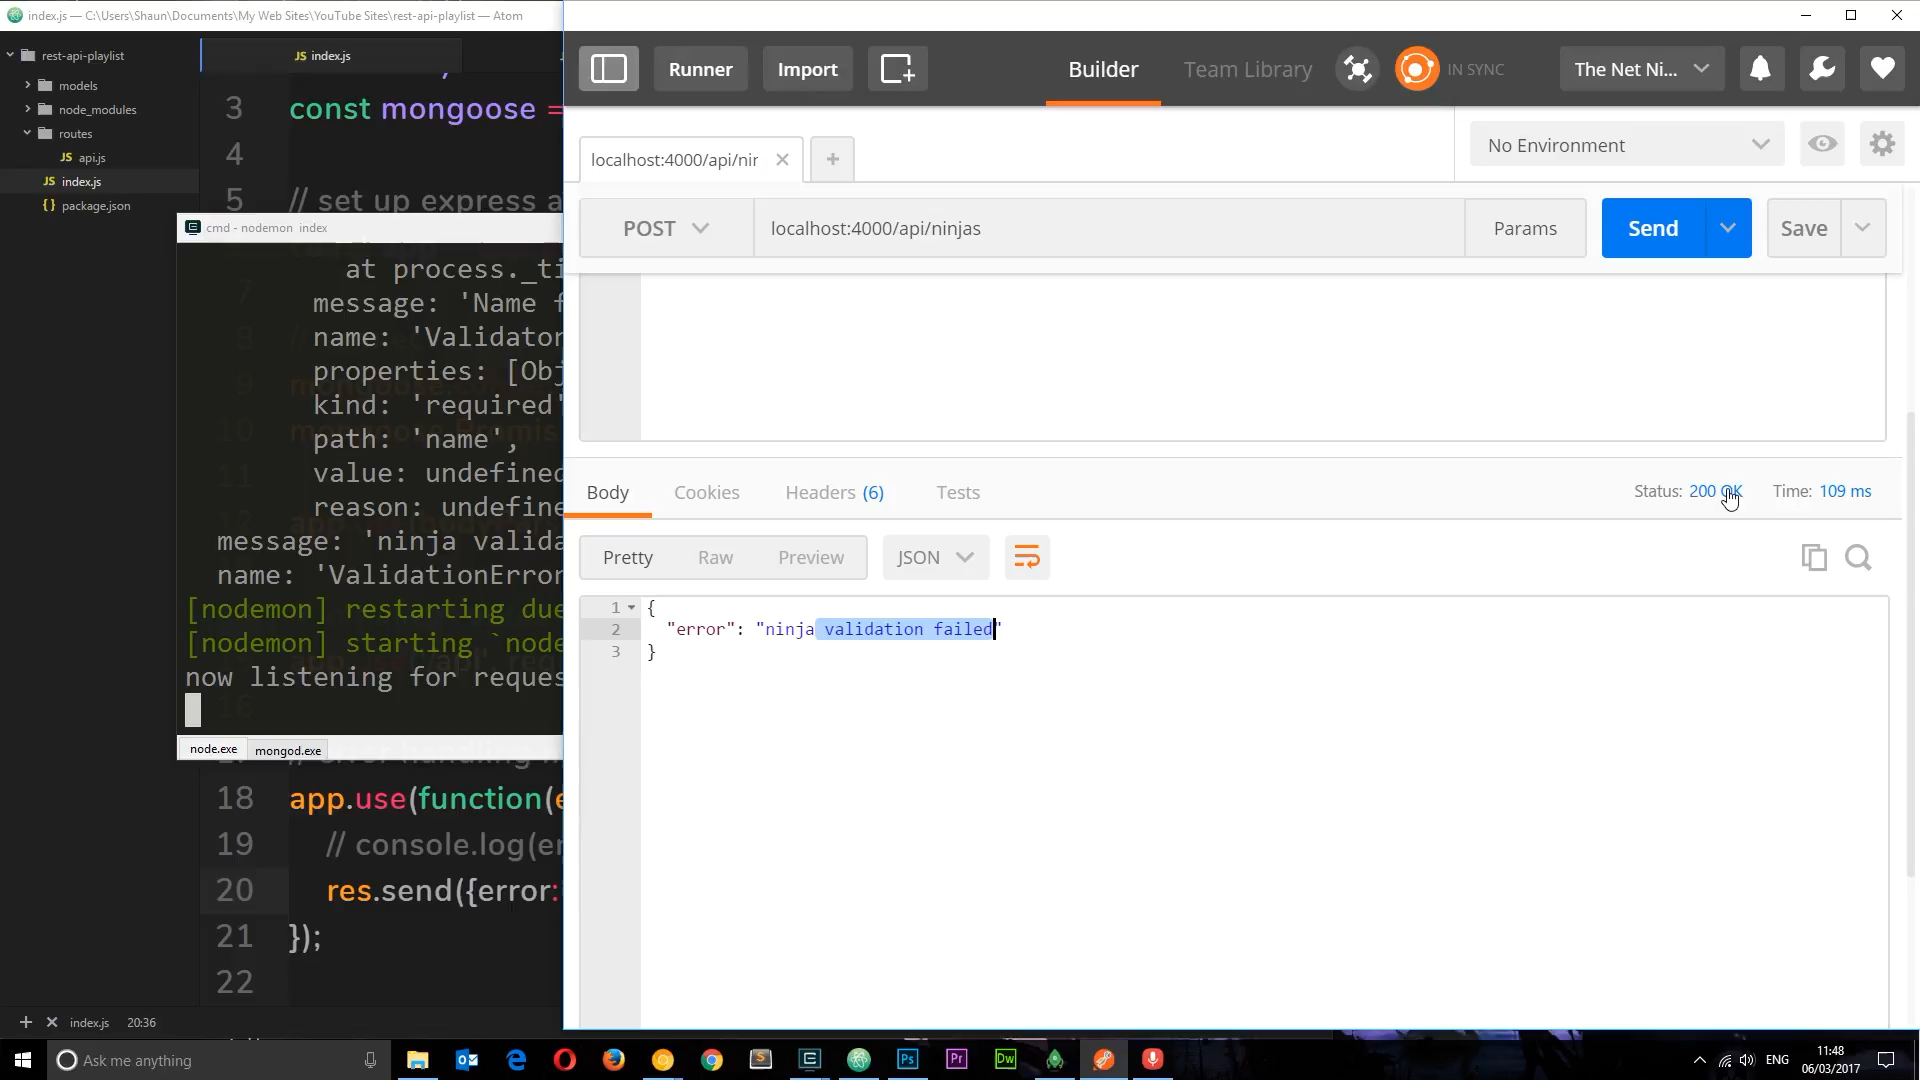 index.js — C:\Users\Shaun\Documents\My Web Sites\YouTube Sites\rest-api-playlist — Atom
rest-api-playlist
models
node_modules
routes
JS api.js
JS index.js
{} package.json
JS index.js
3 const mongoose =
4
5 // set up express a
cmd - nodemon index
at process._ti
message: 'Name f
name: 'Validator
properties: [Obj
kind: 'required'
path: 'name',
value: undefined
reason: undefine
message: 'ninja valida
name: 'ValidationError
[nodemon] restarting due
[nodemon] starting `node
now listening for reques
node.exe mongod.exe
18 app.use(function(e
19 // console.log(er
20 res.send({error:
21 });
22
index.js 20:36
Runner Import Builder Team Library IN SYNC The Net Ni...
localhost:4000/api/nir No Environment
POST localhost:4000/api/ninjas Params Send Save
Body Cookies Headers (6) Tests Status: 200 OK Time: 109 ms
Pretty Raw Preview JSON
1 {
2 "error": "ninja validation failed"
3 }
Ask me anything
Ps Pr Dw
ENG
11:48
06/03/2017